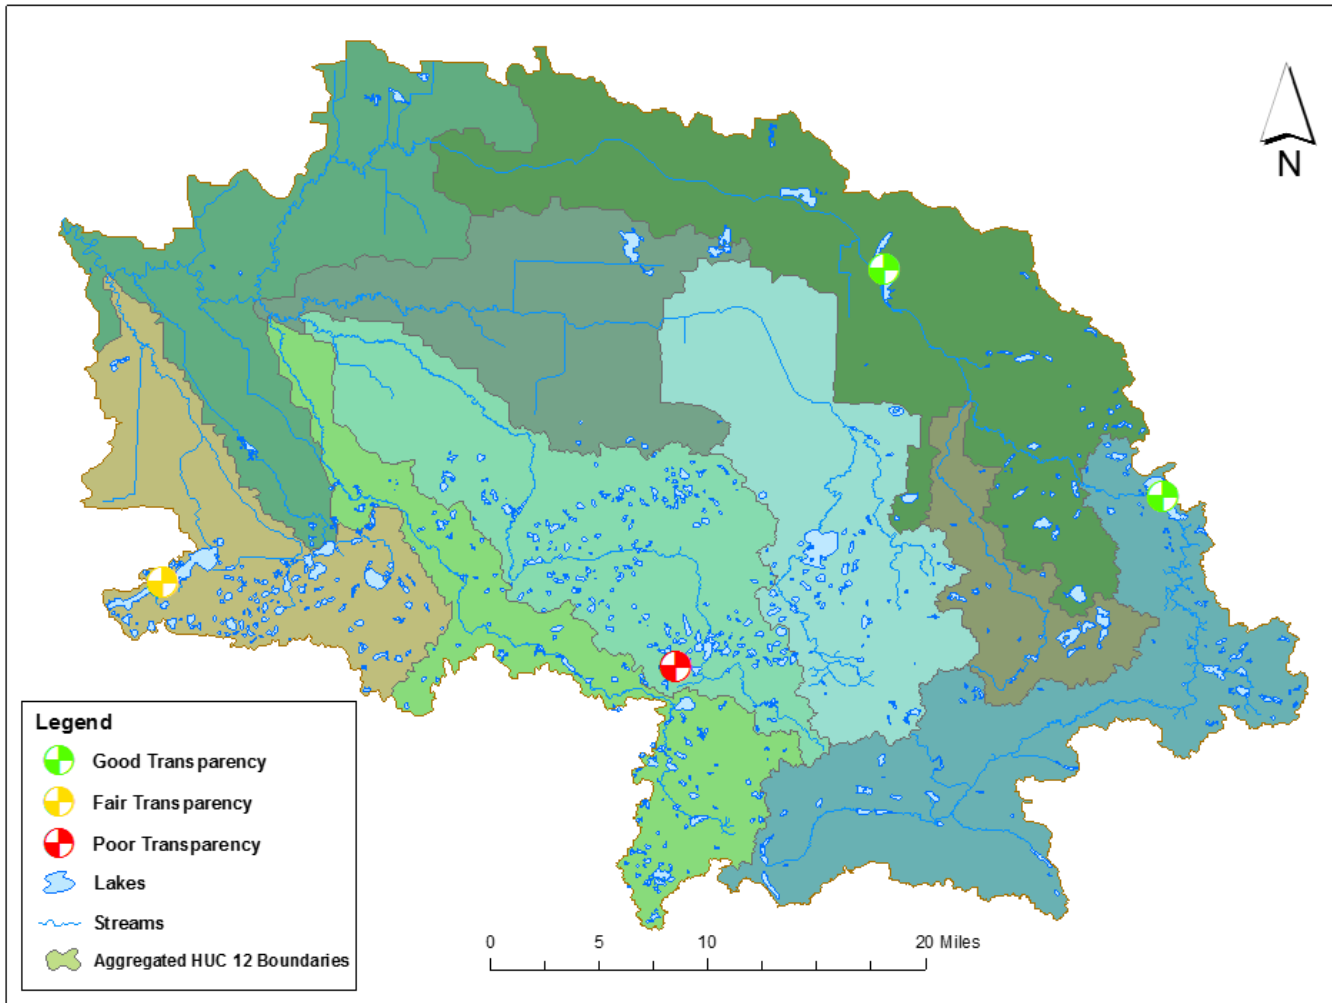 N
Legend
Good Transparency
Fair Transparency
Poor Transparency
Lakes
Streams
Aggregated HUC 12 Boundaries
0 5 10 20 Miles